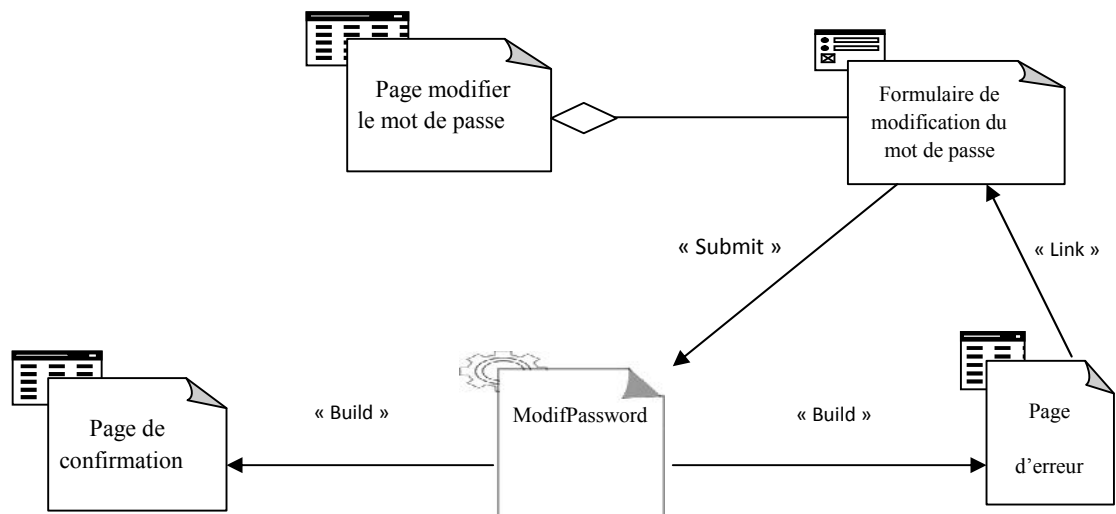 Page modifier
le mot de passe
Formulaire de
modification du
mot de passe
« Submit »
« Link »
« Build »
ModifPassword
« Build »
Page de
confirmation
Page
d’erreur